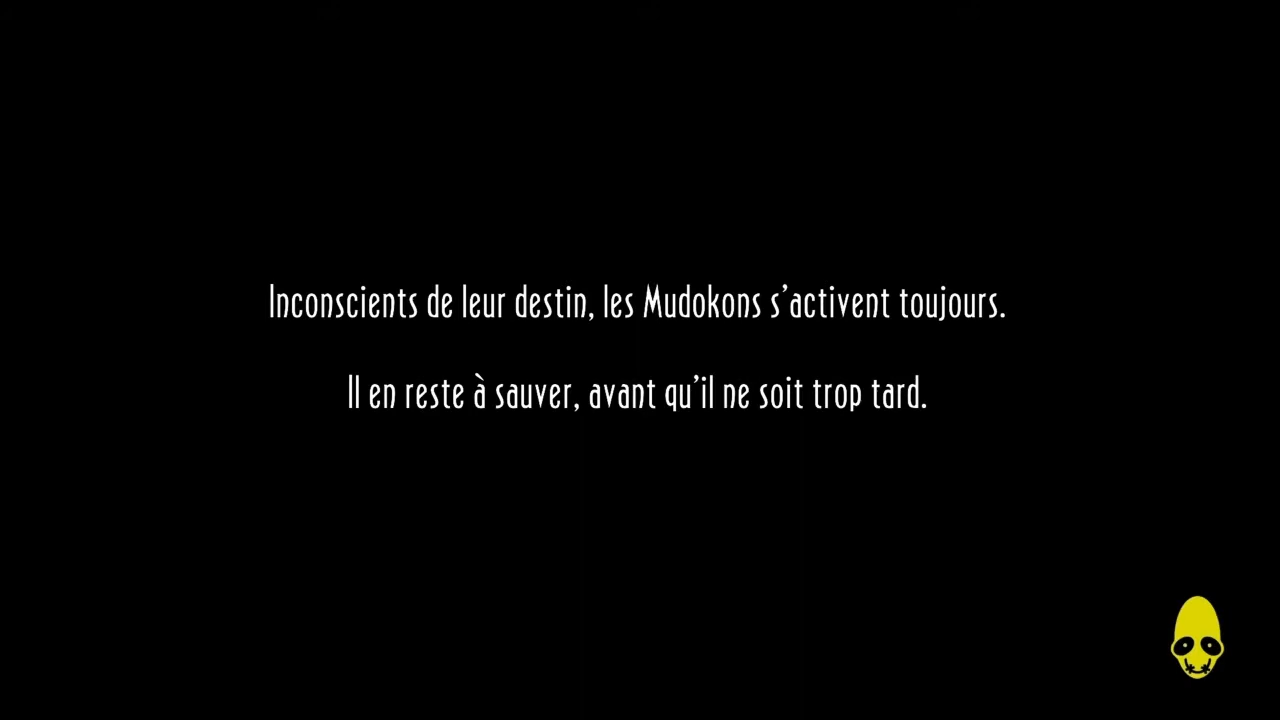 Inconscients de leur destin, les Mudokons s’activent toujours.
Il en reste à sauver, avant qu’il ne soit trop tard.